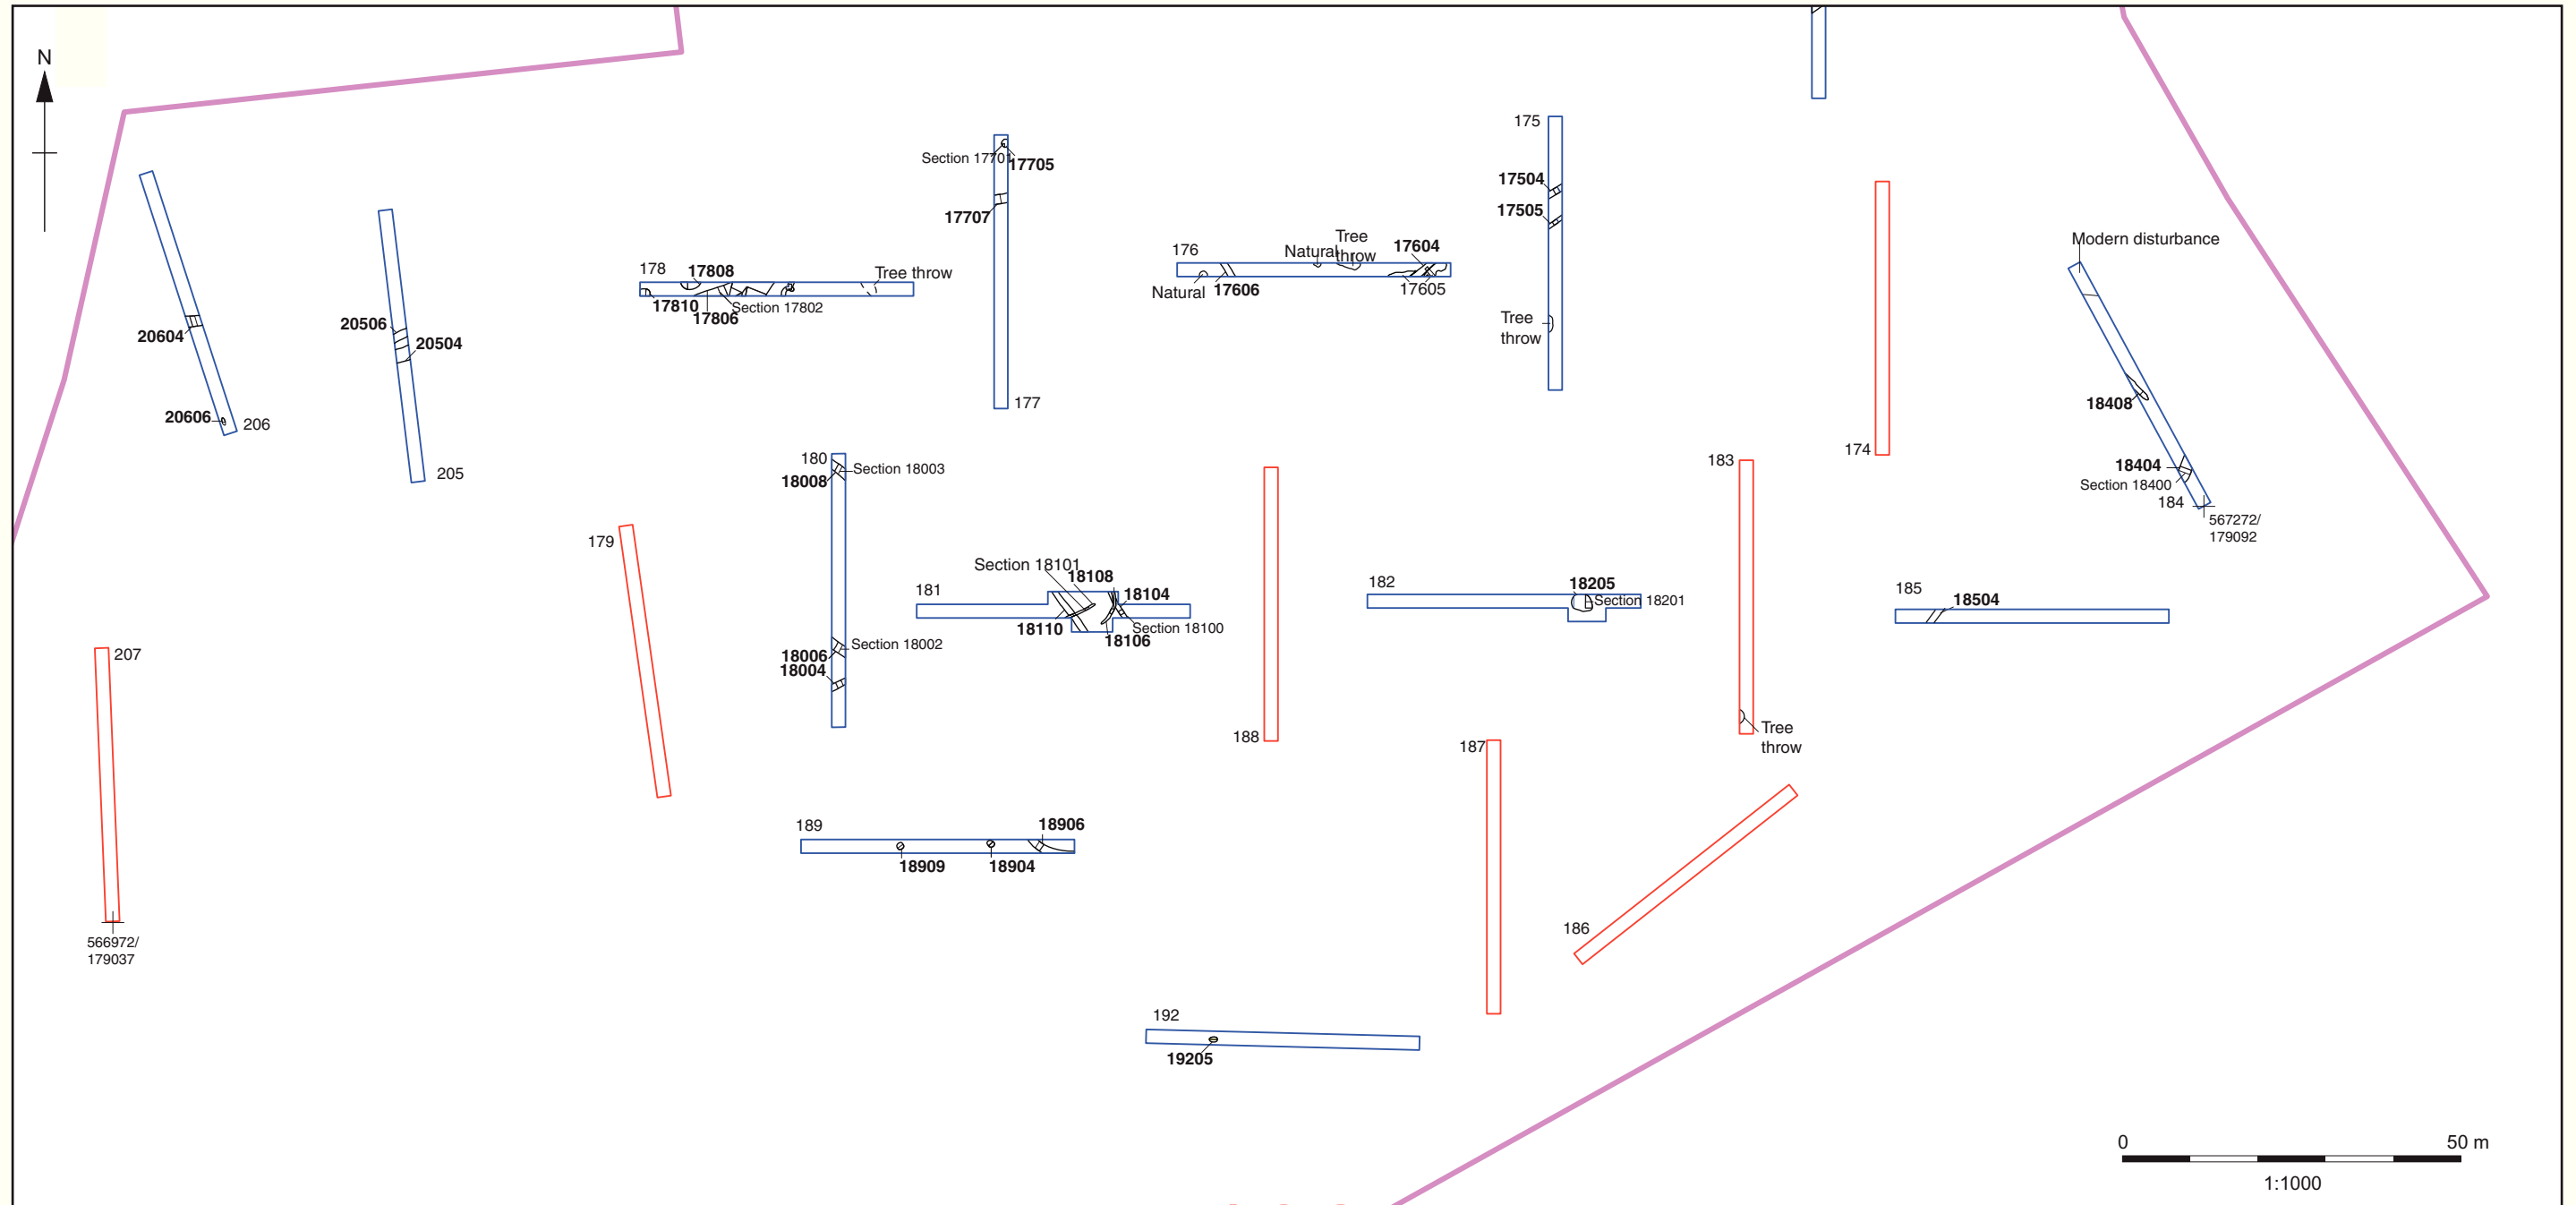 N
175
Section 17701
17705
17504
17505
17707
Tree
throw
Natural
17604
176
Natural
17606
17605
Modern disturbance
178
17808
Tree throw
17810
17806
Section 17802
20604
20506
20504
Tree
throw
177
20606
206
205
18408
174
183
18404
Section 18400
184
567272/
179092
180
Section 18003
18008
179
Section 18101
18108
181
18104
18110
Section 18100
18106
182
18205
Section 18201
185
18504
207
18006
Section 18002
18004
188
187
Tree
throw
189
18906
18909
18904
186
566972/
179037
192
19205
0
50 m
1:1000